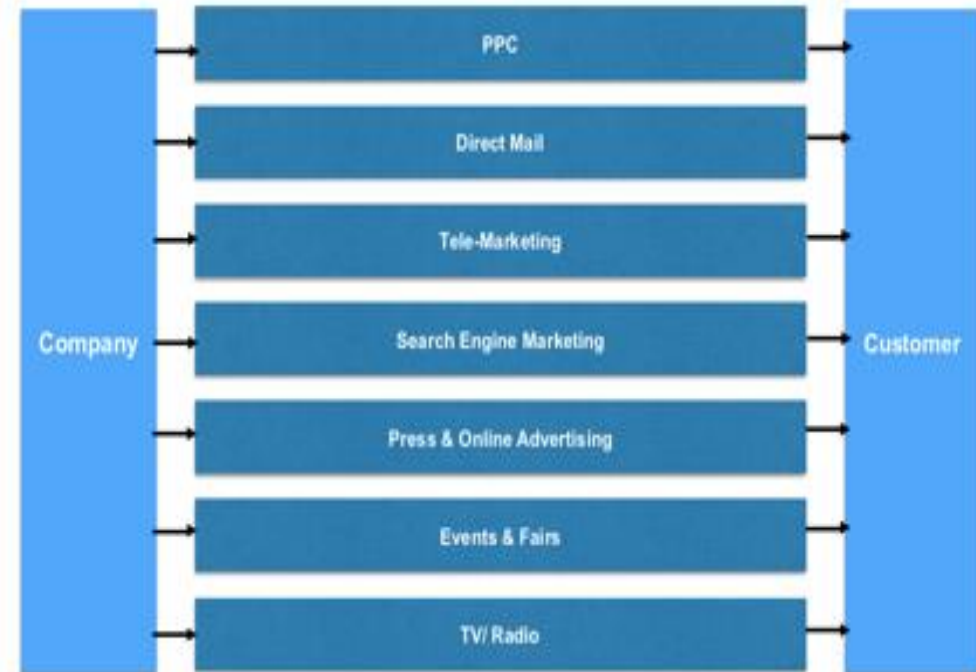 PPC
Direct Mail
Tele-Marketing
Company
Search Engine Marketing
Customer
Press & Online Advertising
Events & Fairs
TV/ Radio